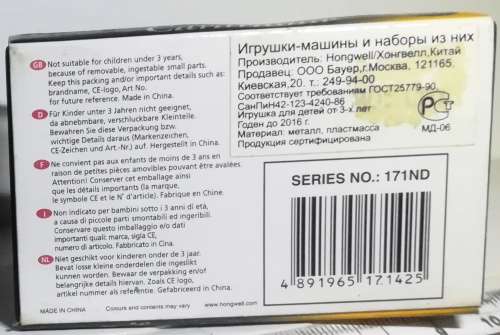 GB Not suitable for children under 3 years,
because of removable, ingestable small parts.
Keep this packing and/or important details such as:
brandname, CE-logo, Art No.
for future reference. Made in China.
D Für Kinder unter 3 Jahren nicht geeignet,
da abnehmbare, verschluckbare Kleinteile.
Bewahren Sie diese Verpackung bzw.
Wichtige Details daraus (Markenzeichen,
CE-Zeichen und Art.-Nr.) auf. Hergestellt in China.
F Ne convient pas aux enfants de moins de 3 ans en
raison de petites pièces amovibles pouvant être avalées.
Attention! Conserver cet emballage ainsi
que les détails importants (la marque,
le symbole CE et le N° d'article). Fabrique en Chine.
I Non indicato per bambini sotto i 3 anni di età,
a causa di piccole parti smontabili ed ingeribili.
Conservare questo imballaggio e/o dati
importanti quali: marca, sigla CE,
numero di articolo. Fabbricato in Cina.
NL Niet geschikt voor kinderen onder de 3 jaar.
Bevat losse kleine onderdelen die ingeslikt
kunnen worden. Bewaar de verpakking en/of
belangrijke details hiervan. Zoals CE logo,
artikel nummer als referentie. Gefabriceerd in China.
MADE IN CHINA Colours and contents may vary www.hongwell.com
Игрушки-машины и наборы из них
Производитель: Hongwell/Хонгвелл,Китай
Продавец: ООО Бауер,г.Москва, 121165
Киевская,20. т.. 249-94-00
Соответствие требованиям ГОСТ25779-90,
СанПиН42-123-4240-86
Игрушка для детей от 3-х лет
Годен до 2016 г.
Материал: металл, пластмасса
Продукция сертифицирована
РСТ
МД-06
SERIES NO.: 171ND
4 891965 171425